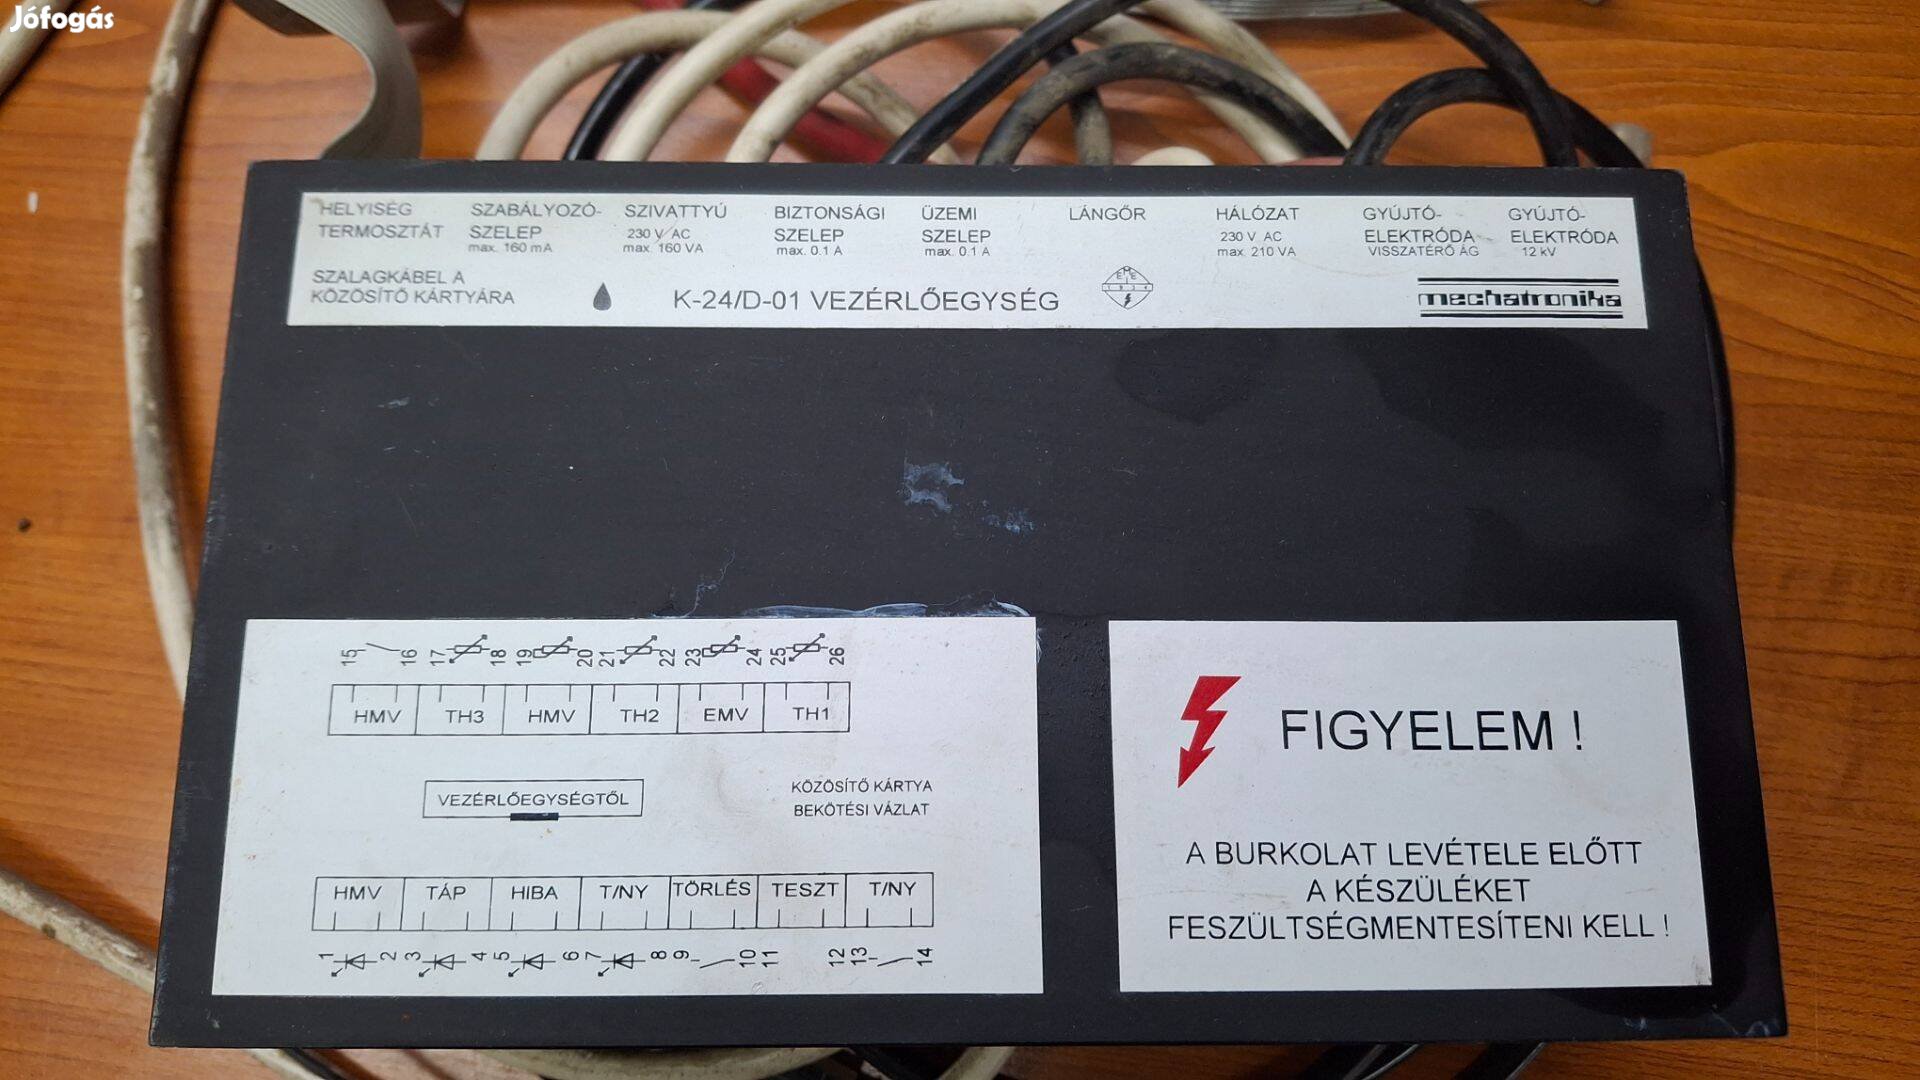 Jófogás
HELYISÉG
TERMOSZTÁT
SZABÁLYOZÓ-
SZELEP
max. 160 mA
SZIVATTYÚ
230 V AC
max. 160 VA
BIZTONSÁGI
SZELEP
max. 0.1 A
ÜZEMI
SZELEP
max. 0.1 A
LÁNGŐR
HÁLÓZAT
230 V AC
max. 210 VA
GYÚJTÓ-
ELEKTRÓDA
VISSZATÉRŐ ÁG
GYÚJTÓ-
ELEKTRÓDA
12 kV
SZALAGKÁBEL A
KÖZÖSÍTŐ KÁRTYÁRA
K-24/D-01 VEZÉRLŐEGYSÉG
mechatronika
15 16 17 18 19 20 21 22 23 24 25 26
HMV TH3 HMV TH2 EMV TH1
VEZÉRLŐEGYSÉGTŐL
KÖZÖSÍTŐ KÁRTYA
BEKÖTÉSI VÁZLAT
HMV TÁP HIBA T/NY TÖRLÉS TESZT T/NY
1 2 3 4 5 6 7 8 9 10 11 12 13 14
FIGYELEM !
A BURKOLAT LEVÉTELE ELŐTT
A KÉSZÜLÉKET
FESZÜLTSÉGMENTESÍTENI KELL !